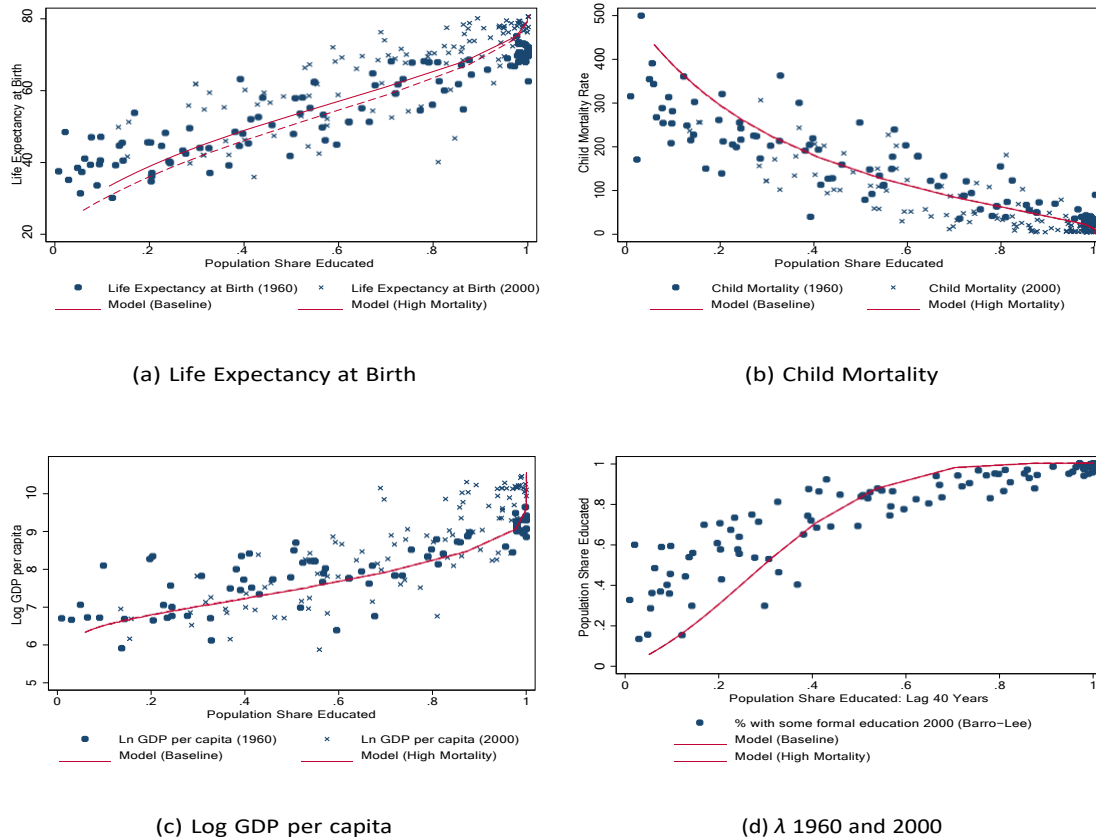 Life Expectancy at Birth
80
60
40
20
0 .2 .4 .6 .8 1
Population Share Educated
Life Expectancy at Birth (1960) Life Expectancy at Birth (2000)
Model (Baseline) Model (High Mortality)
(a) Life Expectancy at Birth
Child Mortality Rate
500
400
300
200
100
0
0 .2 .4 .6 .8 1
Population Share Educated
Child Mortality (1960) Child Mortality (2000)
Model (Baseline) Model (High Mortality)
(b) Child Mortality
Log GDP per capita
10
9
8
7
6
5
0 .2 .4 .6 .8 1
Population Share Educated
Ln GDP per capita (1960) Ln GDP per capita (2000)
Model (Baseline) Model (High Mortality)
(c) Log GDP per capita
Population Share Educated
1
.8
.6
.4
.2
0
0 .2 .4 .6 .8 1
Population Share Educated: Lag 40 Years
% with some formal education 2000 (Barro−Lee)
Model (Baseline)
Model (High Mortality)
(d) λ 1960 and 2000